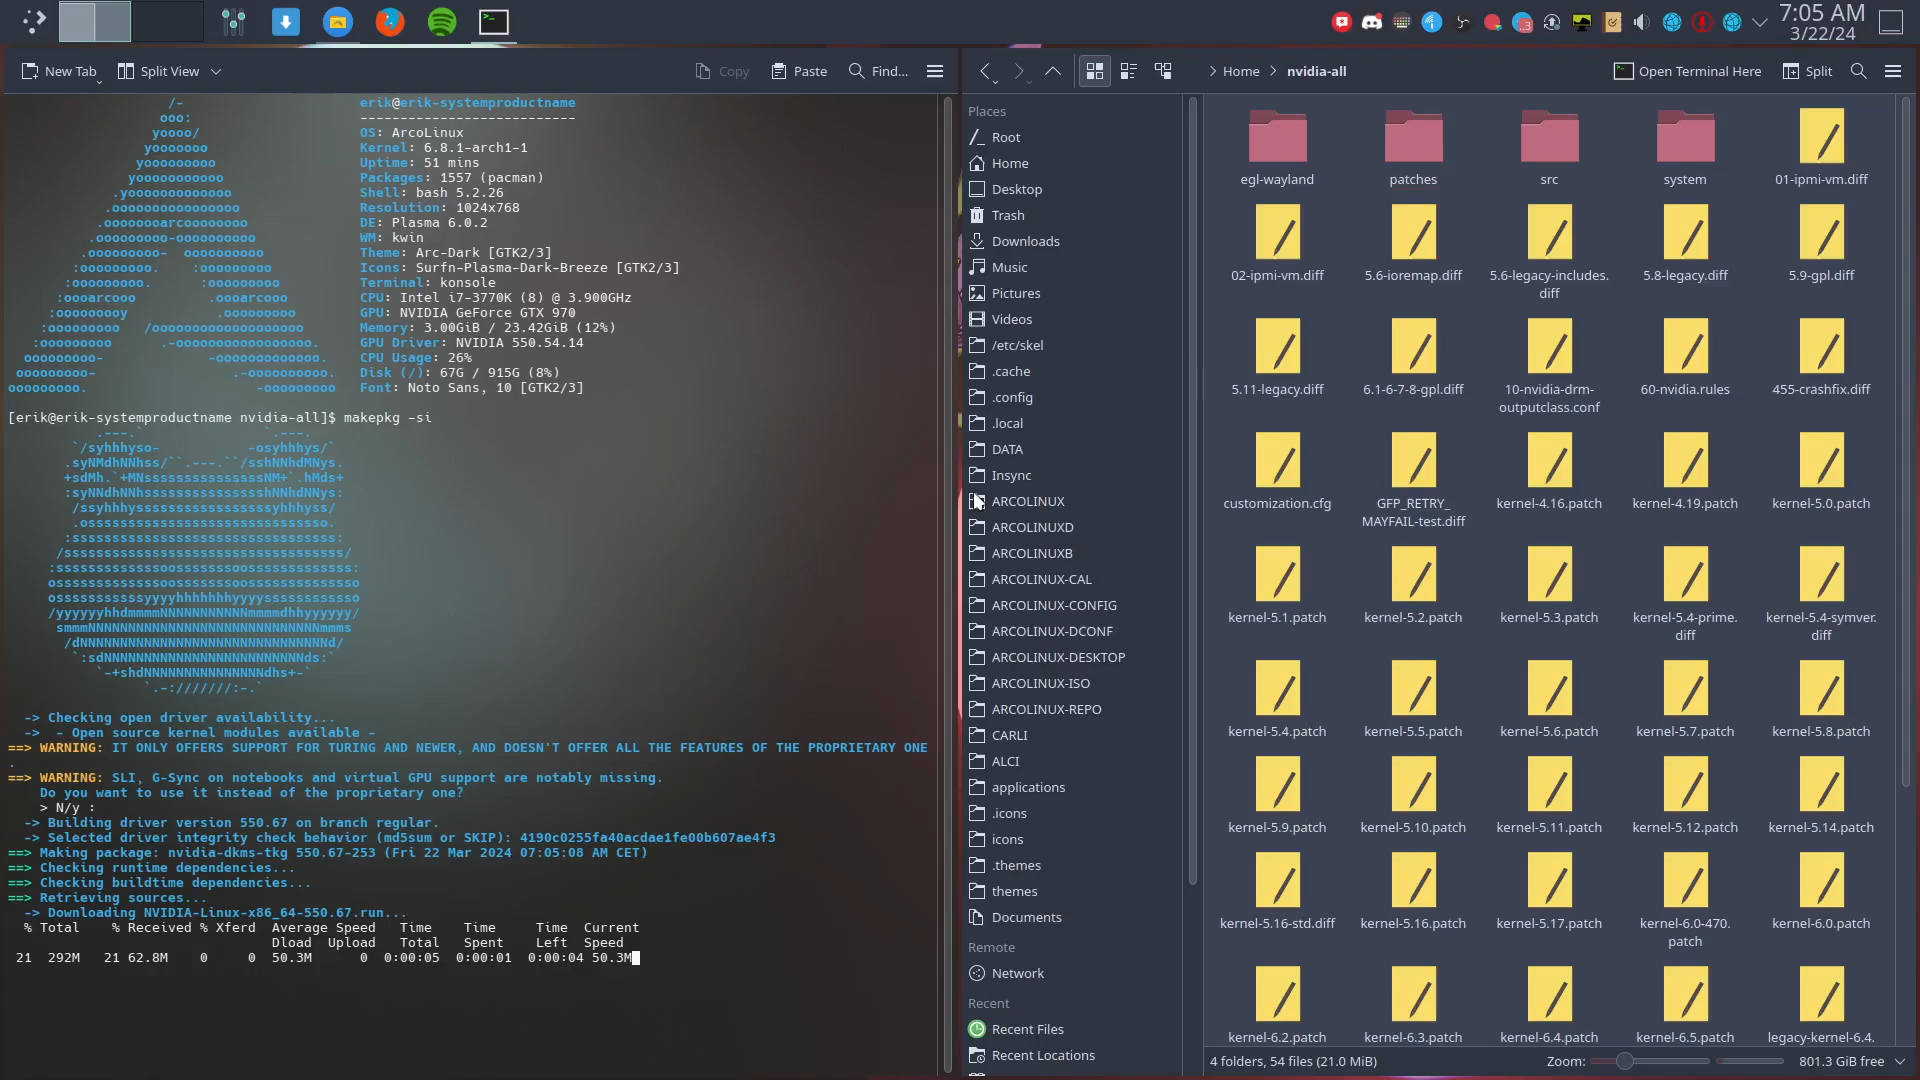 7:05 AM
3/22/24
New Tab
Split View
Copy
Paste
Find...
erik@erik-systemproductname
---------------------------
OS: ArcoLinux
Kernel: 6.8.1-arch1-1
Uptime: 51 mins
Packages: 1557 (pacman)
Shell: bash 5.2.26
Resolution: 1024x768
DE: Plasma 6.0.2
WM: kwin
Theme: Arc-Dark [GTK2/3]
Icons: Surfn-Plasma-Dark-Breeze [GTK2/3]
Terminal: konsole
CPU: Intel i7-3770K (8) @ 3.900GHz
GPU: NVIDIA GeForce GTX 970
Memory: 3.00GiB / 23.42GiB (12%)
GPU Driver: NVIDIA 550.54.14
CPU Usage: 26%
Disk (/): 67G / 915G (8%)
Font: Noto Sans, 10 [GTK2/3]
[erik@erik-systemproductname nvidia-all]$ makepkg -si
-> Checking open driver availability...
-> - Open source kernel modules available -
==> WARNING: IT ONLY OFFERS SUPPORT FOR TURING AND NEWER, AND DOESN'T OFFER ALL THE FEATURES OF THE PROPRIETARY ONE
.
==> WARNING: SLI, G-Sync on notebooks and virtual GPU support are notably missing.
Do you want to use it instead of the proprietary one?
> N/y :
-> Building driver version 550.67 on branch regular.
-> Selected driver integrity check behavior (md5sum or SKIP): 4190c0255fa40acdae1fe00b607ae4f3
==> Making package: nvidia-dkms-tkg 550.67-253 (Fri 22 Mar 2024 07:05:08 AM CET)
==> Checking runtime dependencies...
==> Checking buildtime dependencies...
==> Retrieving sources...
-> Downloading NVIDIA-Linux-x86_64-550.67.run...
% Total % Received % Xferd Average Speed Time Time Time Current
Dload Upload Total Spent Left Speed
21 292M 21 62.8M 0 0 50.3M 0 0:00:05 0:00:01 0:00:04 50.3M
Home
nvidia-all
Open Terminal Here
Split
Places
Root
Home
Desktop
Trash
Downloads
Music
Pictures
Videos
/etc/skel
.cache
.config
.local
DATA
Insync
ARCOLINUX
ARCOLINUXD
ARCOLINUXB
ARCOLINUX-CAL
ARCOLINUX-CONFIG
ARCOLINUX-DCONF
ARCOLINUX-DESKTOP
ARCOLINUX-ISO
ARCOLINUX-REPO
CARLI
ALCI
applications
.icons
icons
.themes
themes
Documents
Remote
Network
Recent
Recent Files
Recent Locations
egl-wayland
patches
src
system
01-ipmi-vm.diff
02-ipmi-vm.diff
5.6-ioremap.diff
5.6-legacy-includes.
diff
5.8-legacy.diff
5.9-gpl.diff
5.11-legacy.diff
6.1-6-7-8-gpl.diff
10-nvidia-drm-
outputclass.conf
60-nvidia.rules
455-crashfix.diff
customization.cfg
GFP_RETRY_
MAYFAIL-test.diff
kernel-4.16.patch
kernel-4.19.patch
kernel-5.0.patch
kernel-5.1.patch
kernel-5.2.patch
kernel-5.3.patch
kernel-5.4-prime.
diff
kernel-5.4-symver.
diff
kernel-5.4.patch
kernel-5.5.patch
kernel-5.6.patch
kernel-5.7.patch
kernel-5.8.patch
kernel-5.9.patch
kernel-5.10.patch
kernel-5.11.patch
kernel-5.12.patch
kernel-5.14.patch
kernel-5.16-std.diff
kernel-5.16.patch
kernel-5.17.patch
kernel-6.0-470.
patch
kernel-6.0.patch
kernel-6.2.patch
kernel-6.3.patch
kernel-6.4.patch
kernel-6.5.patch
legacy-kernel-6.4.
4 folders, 54 files (21.0 MiB)
Zoom:
801.3 GiB free